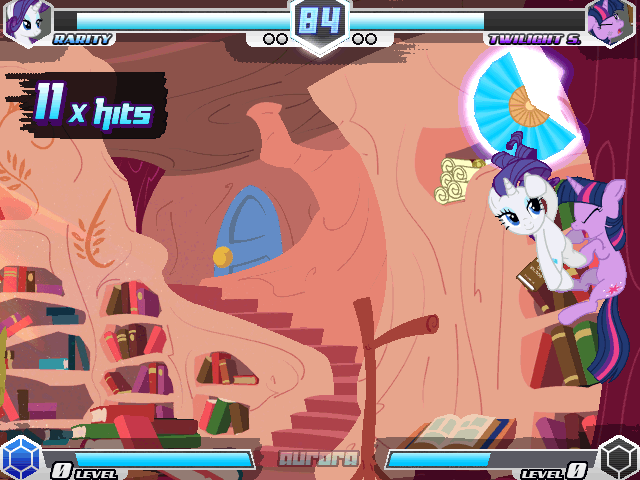 84
RARITY
TWILIGHT S.
11 x hits
0 LEVEL
aurora
LEVEL 0